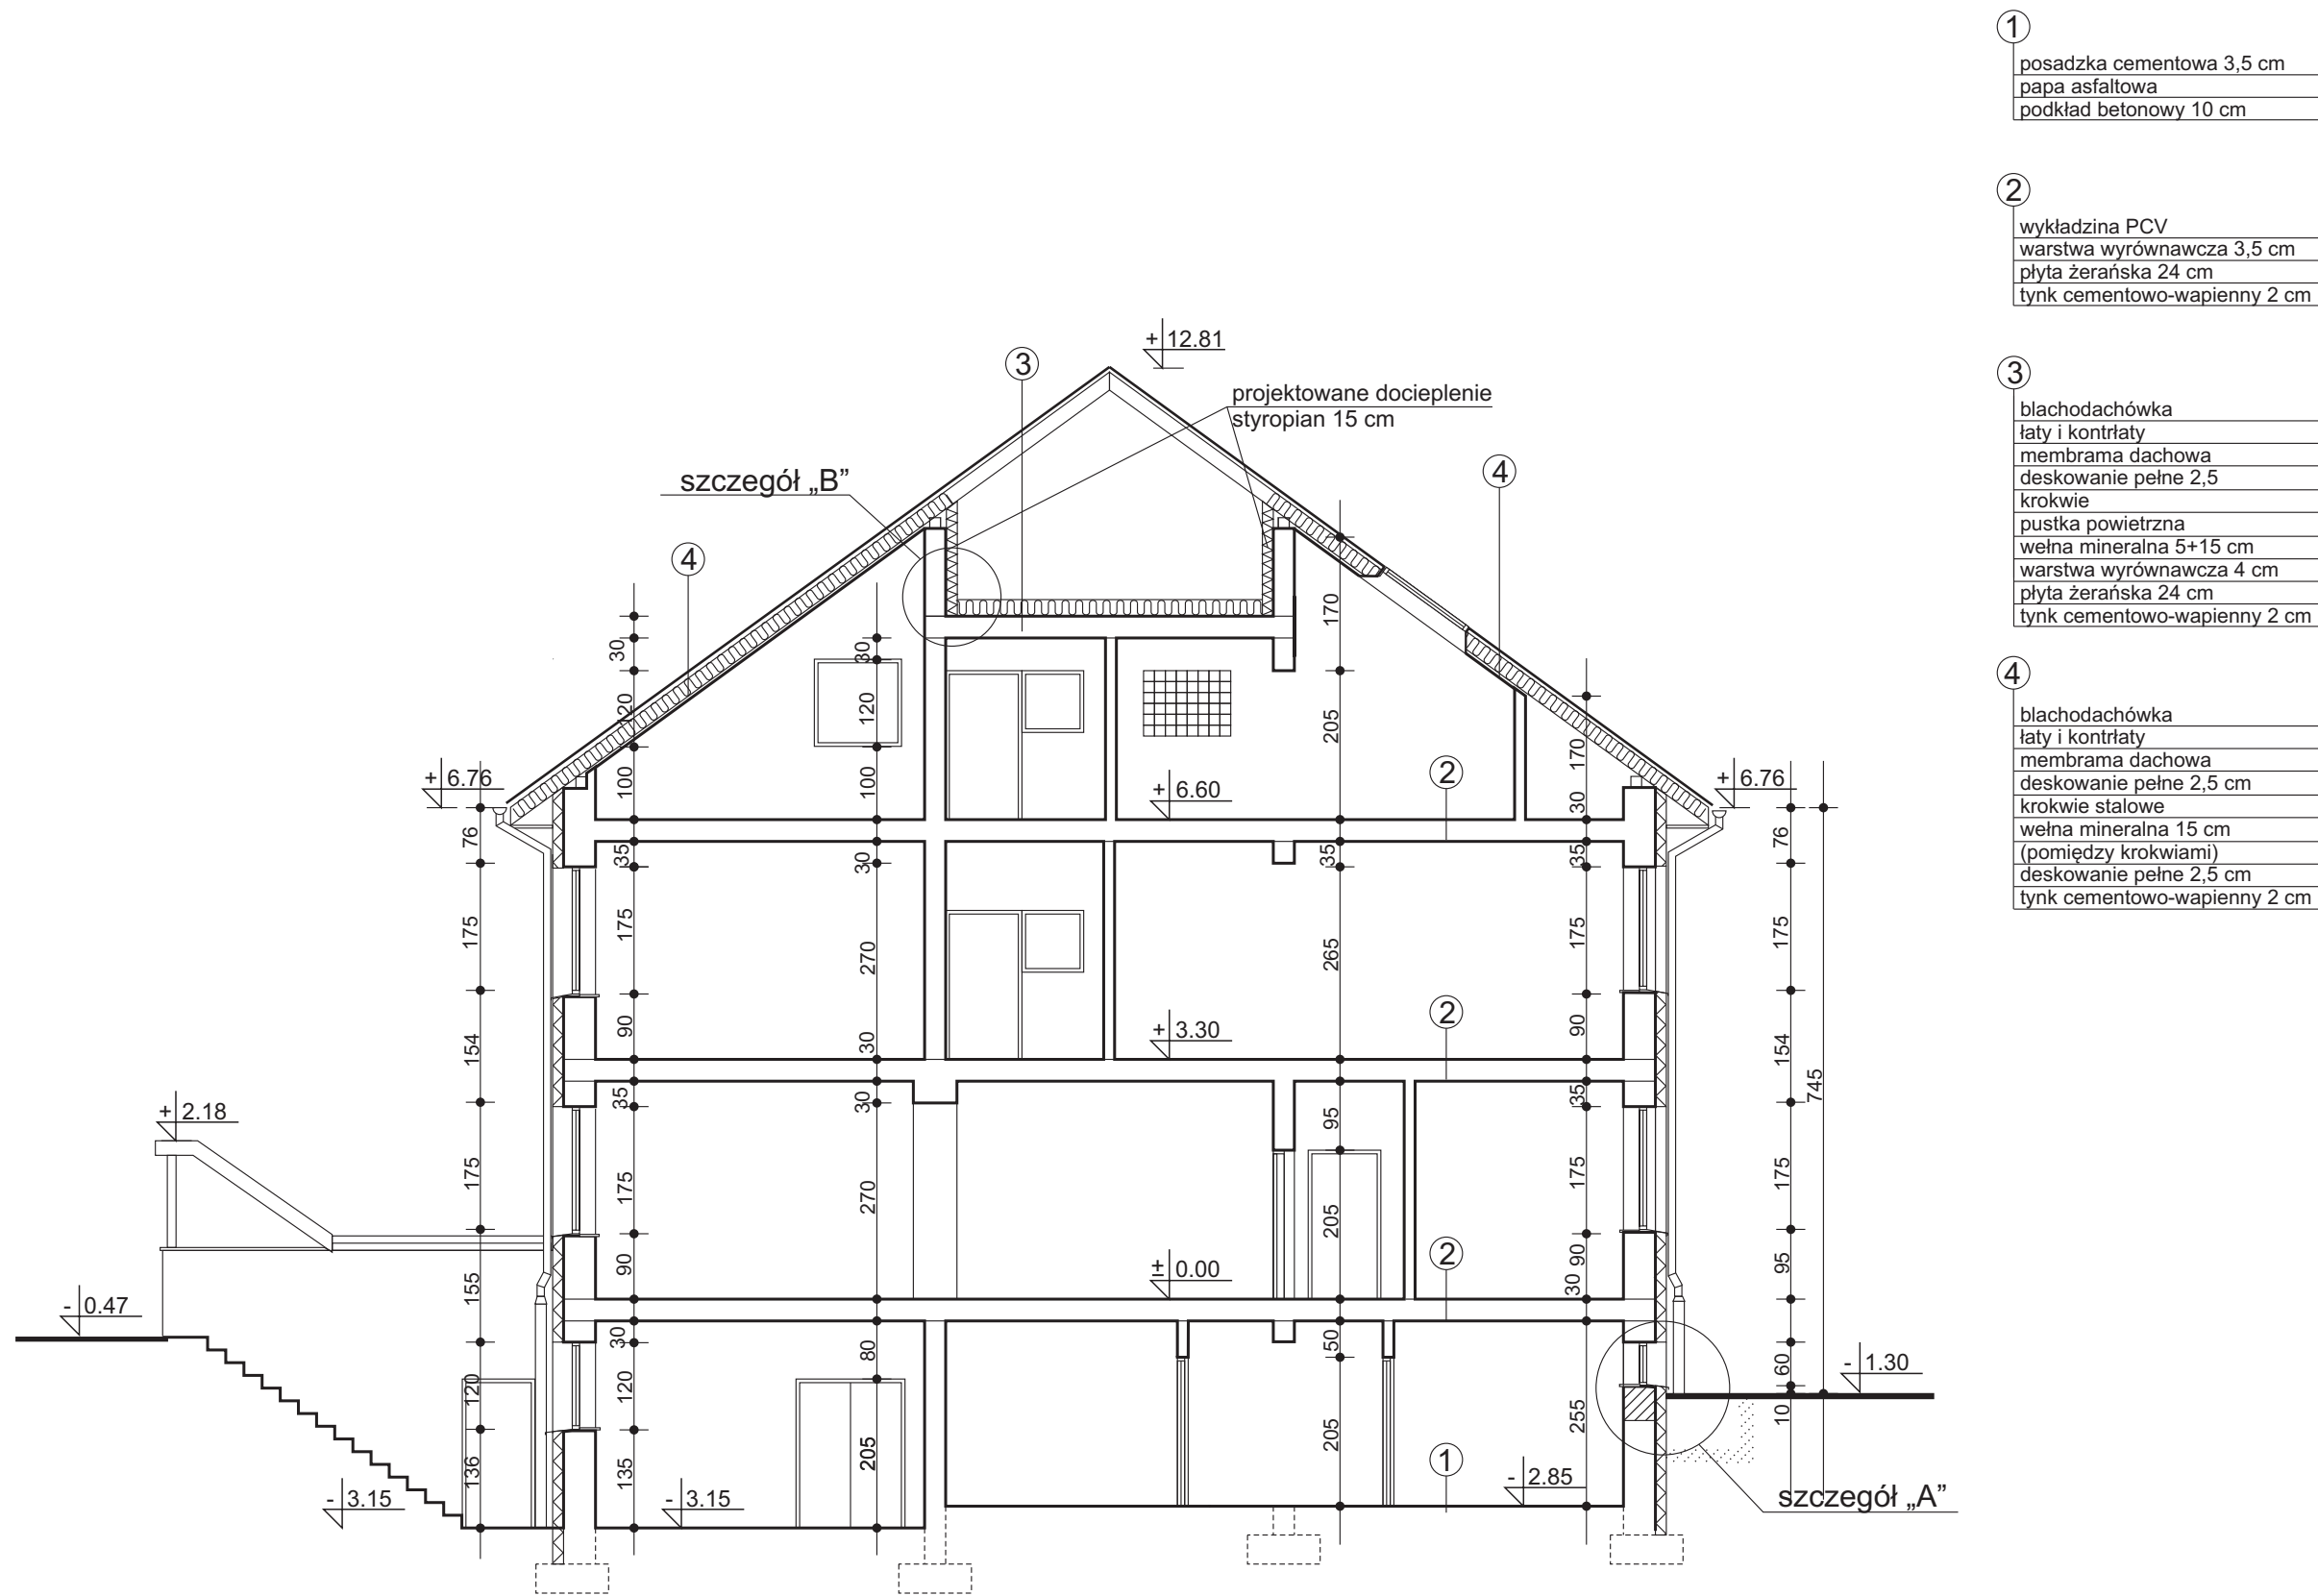 1
posadzka cementowa 3,5 cm
papa asfaltowa
podkład betonowy 10 cm
2
wykładzina PCV
warstwa wyrównawcza 3,5 cm
płyta żerańska 24 cm
tynk cementowo-wapienny 2 cm
3
blachodachówka
łaty i kontrłaty
membrama dachowa
deskowanie pełne 2,5
krokwie
pustka powietrzna
wełna mineralna 5+15 cm
warstwa wyrównawcza 4 cm
płyta żerańska 24 cm
tynk cementowo-wapienny 2 cm
4
blachodachówka
łaty i kontrłaty
membrama dachowa
deskowanie pełne 2,5 cm
krokwie stalowe
wełna mineralna 15 cm
(pomiędzy krokwiami)
deskowanie pełne 2,5 cm
tynk cementowo-wapienny 2 cm
+ 12.81
3
projektowane docieplenie
styropian 15 cm
szczegół „B”
4
4
+ 6.76
+ 6.76
+ 6.60
2
+ 3.30
2
+ 2.18
± 0.00
2
- 0.47
- 1.30
- 3.15
- 3.15
- 2.85
1
szczegół „A”
76
175
154
175
155
120
136
30
120
100
35
175
90
35
175
90
30
120
135
30
120
100
30
270
30
30
270
80
205
170
205
35
265
95
205
50
205
170
30
35
175
90
35
175
90
30
255
76
175
154
175
95
60
10
745